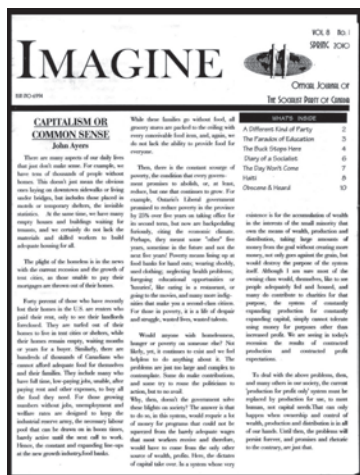 IMAGINE
VOL 8 No. 1
SPRING 2010
OFFICIAL JOURNAL OF
THE SOCIALIST PARTY OF CANADA
CAPITALISM OR
COMMON SENSE
John Ayers
There are many aspects of our daily lives
that just don't make sense. For example, we
have tens of thousands of people without
homes. This doesn't just mean the obvious
ones laying on downtown sidewalks or living
under bridges, but includes those placed in
motels or temporary shelters, the invisible
statistics. At the same time, we have many
empty houses and buildings waiting for
tenants, and we certainly do not lack the
materials and skilled workers to build
adequate housing for all.
The plight of the homeless is in the news
with the current recession and the growth of
tent cities, as those unable to pay their
mortgages are thrown out of their homes.
Forty percent of those who have recently
lost their homes in the U.S. are renters who
paid their rent, only to see their landlords
foreclosed. They are turfed out of their
homes to live in tent cities or shelters, while
their homes remain empty, waiting months
or years for a buyer. Similarly, there are
hundreds of thousands of Canadians who
cannot afford adequate food for themselves
and their families. They include many who
have full time, low-paying jobs, unable, after
paying rent and other expenses, to buy all
the food they need. For those growing
numbers without jobs, unemployment and
welfare rates are designed to keep the
industrial reserve army, the necessary labour
pool that can be drawn on in boom times,
barely active until the next call to work.
Hence, the constant and expanding line-ups
at the new growth industry, food banks.
While these families go without food, all
grocery stores are packed to the ceiling with
every conceivable food item, and, again, we
do not lack the ability to provide food for
everyone.
Then, there is the constant scourge of
poverty, the condition that every govern-
ment promises to abolish, or, at least,
reduce, but one that continues to grow. For
example, Ontario's Liberal government
promised to reduce poverty in the province
by 25% over five years on taking office for
its second term, but now are backpedaling
furiously, citing the economic climate.
Perhaps, they meant some "other" five
years, sometime in the future and not the
next five years! Poverty means lining up at
food banks for hand outs; wearing shoddy,
used clothing; neglecting health problems,
forgoing educational opportunities or
'luxuries', like eating in a restaurant, or
going to the movies, and many more indig-
nities that make you a second-class citizen.
For those in poverty, it is a life of despair
and struggle, wasted lives, wasted talents.
Would anyone wish homelessness,
hunger or poverty on someone else? Not
likely, yet, it continues to exist and we feel
helpless to do anything about it. The
problems are just too large and complex to
contemplate. Some do make contributions,
and some try to rouse the politicians to
action, but to no avail.
Why, then, doesn't the government solve
these blights on society? The answer is that
to do so, in this system, would require a lot
of money for programs that could not be
squeezed from the barely adequate wages
that most workers receive and therefore,
would have to come from the only other
source of wealth, profits. Here, the dictates
of capital take over. In a system whose very
WHAT'S INSIDE
A Different Kind of Party 2
The Paradox of Education 3
The Buck Stops Here 4
Diary of a Socialist 6
The Day Won't Come 7
Haiti 8
Obscene & Heard 10
existence is for the accumulation of wealth
in the interests of the small minority that
own the means of wealth, production and
distribution, taking large amounts of
money from the goal without creating more
money, not only goes against the grain, but
would destroy the purpose of the system
itself. Although I am sure most of the
owning class would, themselves, like to see
people adequately fed and housed, and
many do contribute to charities for that
purpose, the system of constantly
expanding production for constantly
expanding capital, simply cannot tolerate
using money for purposes other than
increased profit. We are seeing in today's
recession the results of contracted
production and contracted profit
expectations.
To deal with the above problems, then,
and many others in our society, the current
production for profit only system must be
replaced by production for use, to meet
human, not capital needs. That can only
happen when ownership and control of
wealth, production and distribution is in all
of our hands. Until then, the problems will
persist forever, and promises and rhetoric
to the contrary, are just that.